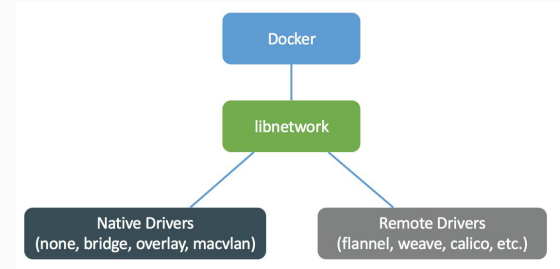 Docker
libnetwork
Native Drivers
(none, bridge, overlay, macvlan)
Remote Drivers
(flannel, weave, calico, etc.)